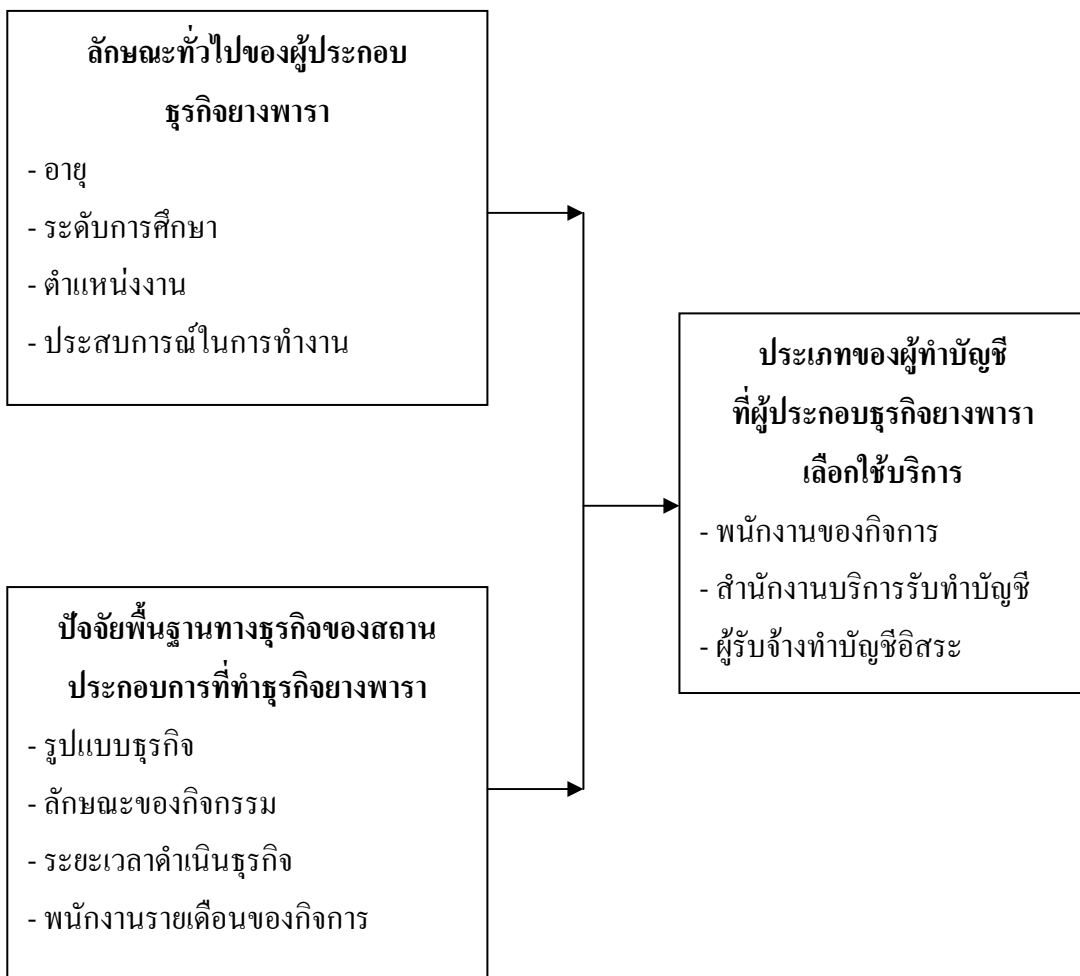 ลักษณะทั่วไปของผู้ประกอบ
ธุรกิจยางพารา
- อายุ
- ระดับการศึกษา
- ตำแหน่งงาน
- ประสบการณ์ในการทำงาน
ปัจจัยพื้นฐานทางธุรกิจของสถาน
ประกอบการที่ทำธุรกิจยางพารา
- รูปแบบธุรกิจ
- ลักษณะของกิจกรรม
- ระยะเวลาดำเนินธุรกิจ
- พนักงานรายเดือนของกิจการ
ประเภทของผู้ทำบัญชี
ที่ผู้ประกอบธุรกิจยางพารา
เลือกใช้บริการ
- พนักงานของกิจการ
- สำนักงานบริการรับทำบัญชี
- ผู้รับจ้างทำบัญชีอิสระ